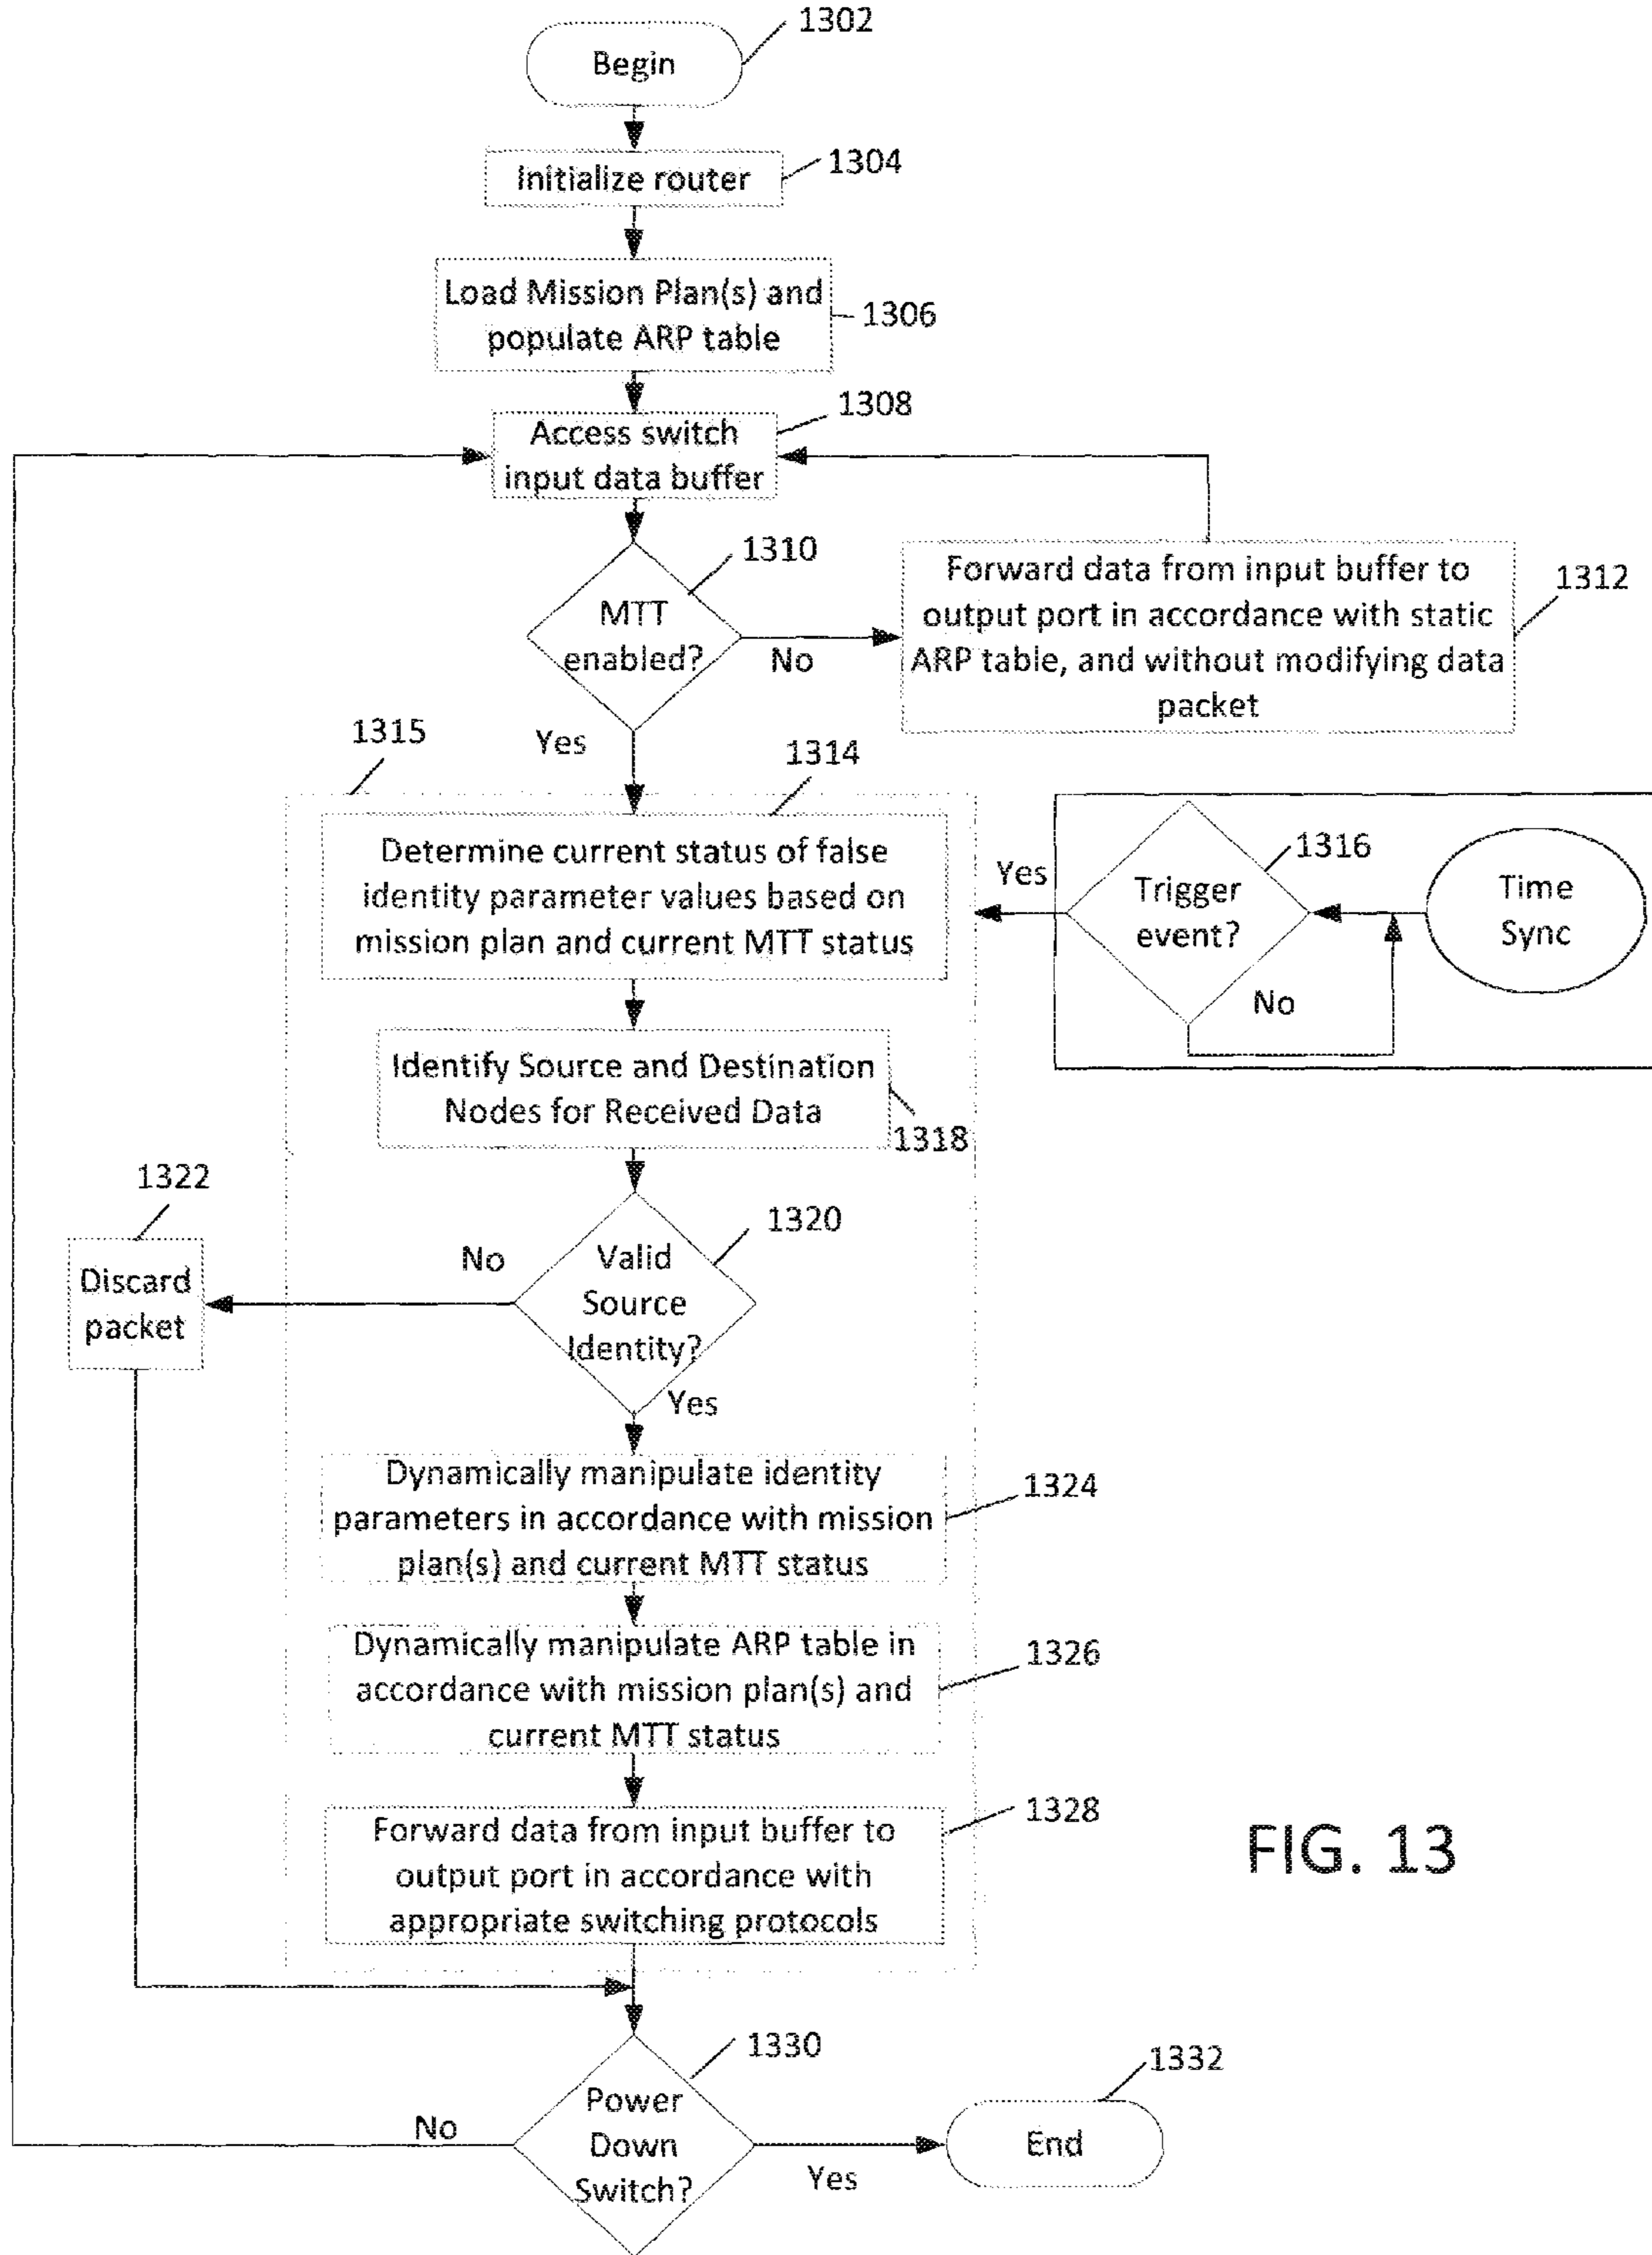 1302
Begin
1304
Initialize router
Load Mission Plan(s) and
populate ARP table
1306
1308
Access switch
input data buffer
1310
MTT
enabled?
No
Forward data from input buffer to
output port in accordance with static
ARP table, and without modifying data
packet
1312
Yes
1315
1314
Determine current status of false
identity parameter values based on
mission plan and current MTT status
Yes
1316
Trigger
event?
No
Time
Sync
Identify Source and Destination
Nodes for Received Data
1318
1322
Discard
packet
No
1320
Valid
Source
Identity?
Yes
Dynamically manipulate identity
parameters in accordance with mission
plan(s) and current MTT status
1324
Dynamically manipulate ARP table in
accordance with mission plan(s) and
current MTT status
1326
Forward data from input buffer to
output port in accordance with
appropriate switching protocols
1328
FIG. 13
1330
Power
Down
Switch?
No
Yes
1332
End